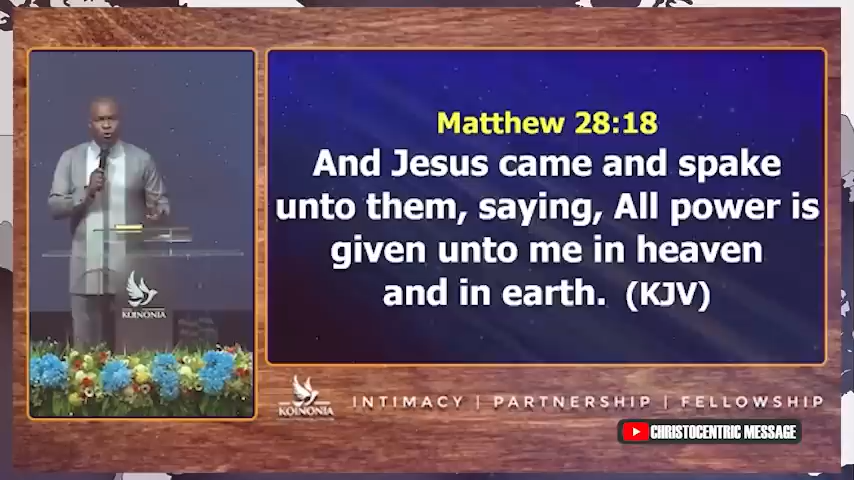 Matthew 28:18
And Jesus came and spake
unto them, saying, All power is
given unto me in heaven
and in earth. (KJV)
KOINONIA
KOINONIA
INTIMACY | PARTNERSHIP | FELLOWSHIP
CHRISTOCENTRIC MESSAGE